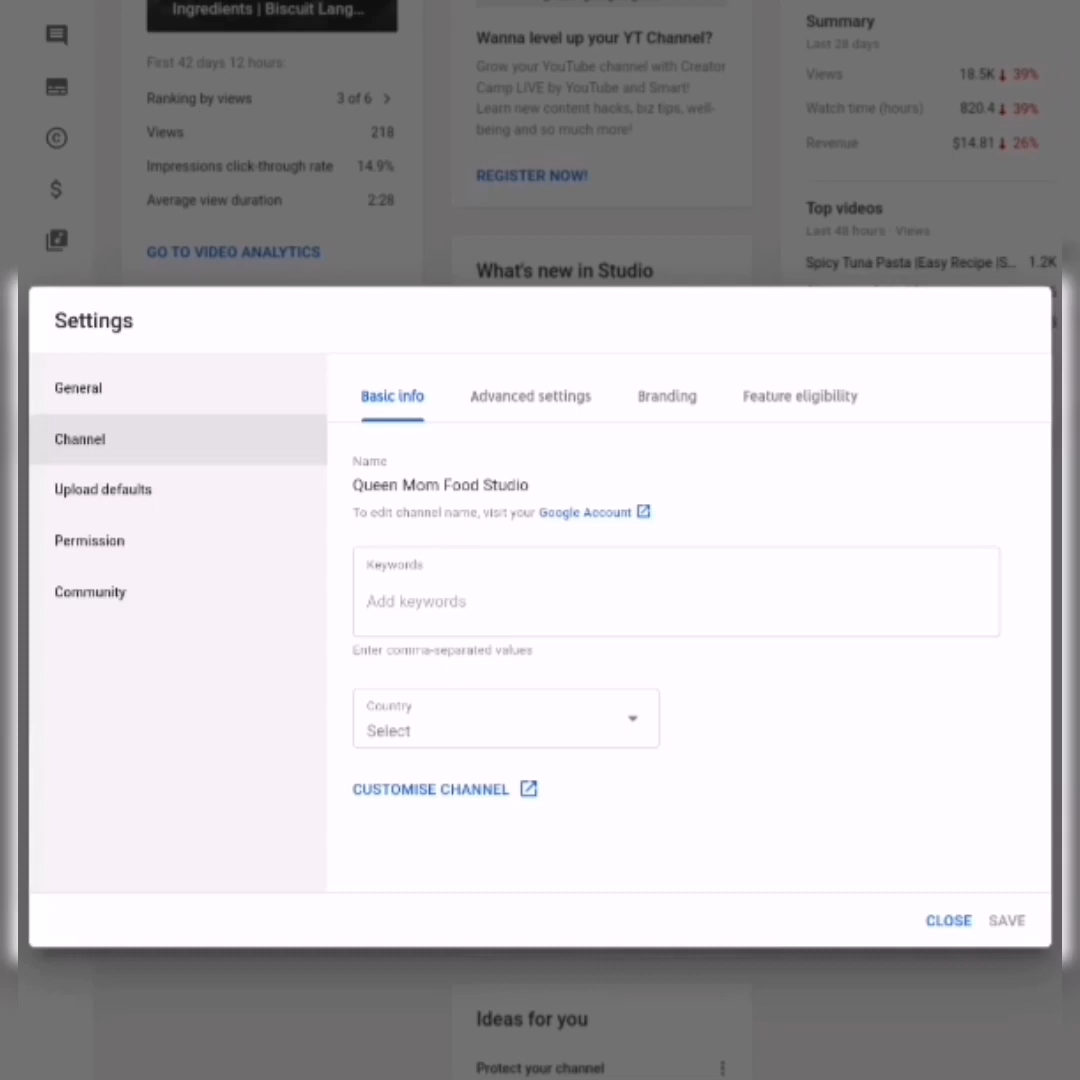 Ingredients | Biscuit Lang...
First 42 days 12 hours:
Ranking by views 3 of 6
Views 218
Impressions click-through rate 14.9%
Average view duration 2:28
GO TO VIDEO ANALYTICS
Wanna level up your YT Channel?
Grow your YouTube channel with Creator
Camp LIVE by YouTube and Smart!
Learn new content hacks, biz tips, well-
being and so much more!
REGISTER NOW!
What's new in Studio
Summary
Last 28 days
Views 18.5K 39%
Watch time (hours) 820.4 39%
Revenue $14.81 26%
Top videos
Last 48 hours · Views
Spicy Tuna Pasta |Easy Recipe |S... 1.2K
Settings
General
Channel
Upload defaults
Permission
Community
Basic info Advanced settings Branding Feature eligibility
Name
Queen Mom Food Studio
To edit channel name, visit your Google Account
Keywords
Add keywords
Enter comma-separated values
Country
Select
CUSTOMISE CHANNEL
CLOSE SAVE
Ideas for you
Protect your channel